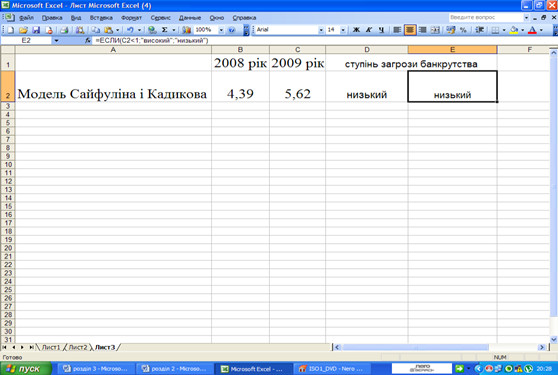 Microsoft Excel - Лист Microsoft Excel (4)
Файл Правка Вид Вставка Формат Сервис Данные Окно Справка
Введите вопрос
100% Arial 14 Ж К Ч
E2 =ЕСЛИ(C2<1;"високий";"низький")
A B C D E F
1 2008 рік 2009 рік ступінь загрози банкрутства
2 Модель Сайфуліна і Кадикова 4,39 5,62 низький низький
3
4
5
6
7
8
9
10
11
12
13
14
15
16
17
18
19
20
21
22
23
24
25
26
27
28
29
30
31
Лист1 Лист2 Лист3
Готово NUM
пуск розділ 3 - Microso... розділ 2 - Microso... Microsoft Excel - ... ISO1_DVD - Nero ... nero 20:28